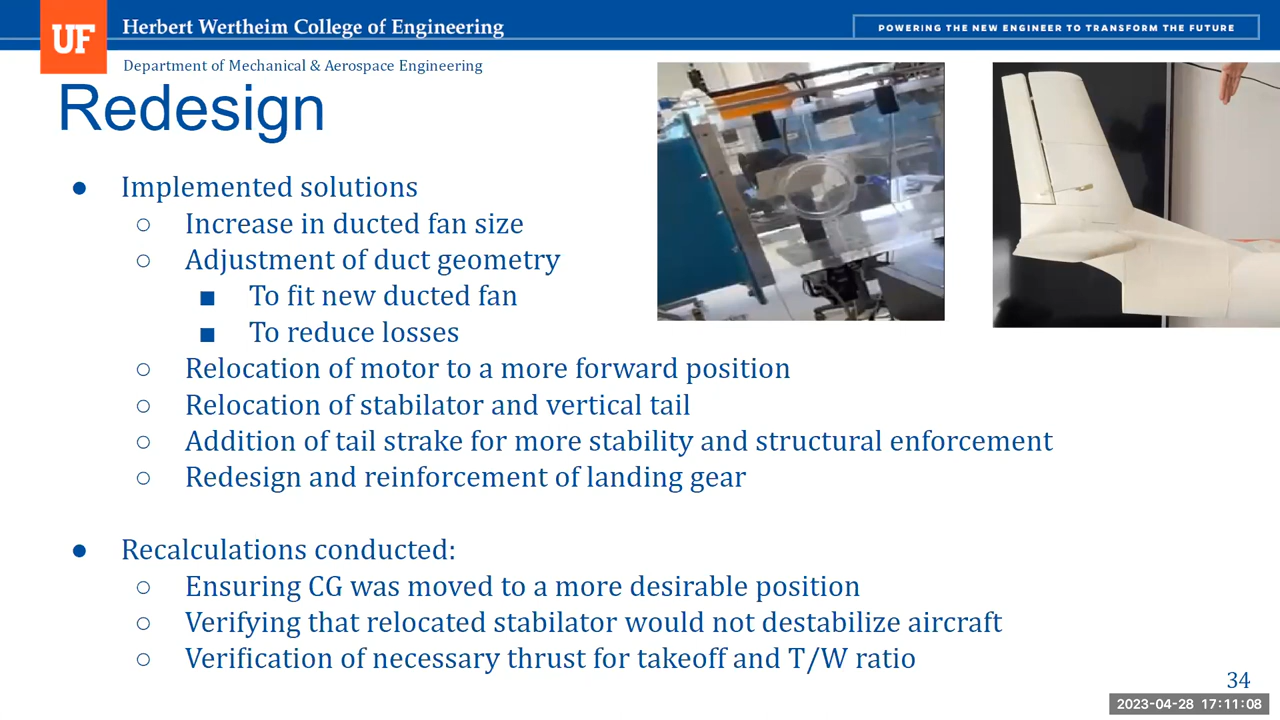 UF
Herbert Wertheim College of Engineering
POWERING THE NEW ENGINEER TO TRANSFORM THE FUTURE
Department of Mechanical & Aerospace Engineering
Redesign
● Implemented solutions
○ Increase in ducted fan size
○ Adjustment of duct geometry
■ To fit new ducted fan
■ To reduce losses
○ Relocation of motor to a more forward position
○ Relocation of stabilator and vertical tail
○ Addition of tail strake for more stability and structural enforcement
○ Redesign and reinforcement of landing gear
● Recalculations conducted:
○ Ensuring CG was moved to a more desirable position
○ Verifying that relocated stabilator would not destabilize aircraft
○ Verification of necessary thrust for takeoff and T/W ratio
34
2023-04-28 17:11:08